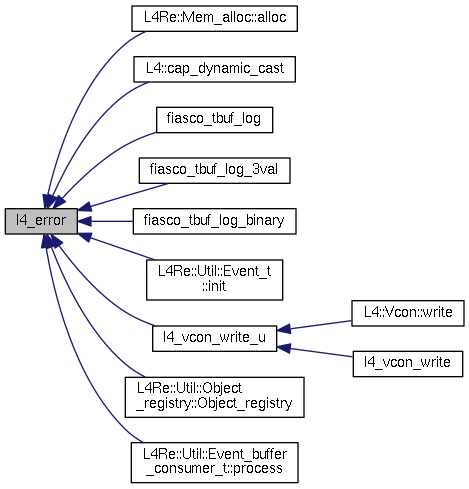 L4Re::Mem_alloc::alloc
L4::cap_dynamic_cast
fiasco_tbuf_log
fiasco_tbuf_log_3val
l4_error
fiasco_tbuf_log_binary
L4Re::Util::Event_t
::init
L4::Vcon::write
l4_vcon_write_u
l4_vcon_write
L4Re::Util::Object
_registry::Object_registry
L4Re::Util::Event_buffer
_consumer_t::process